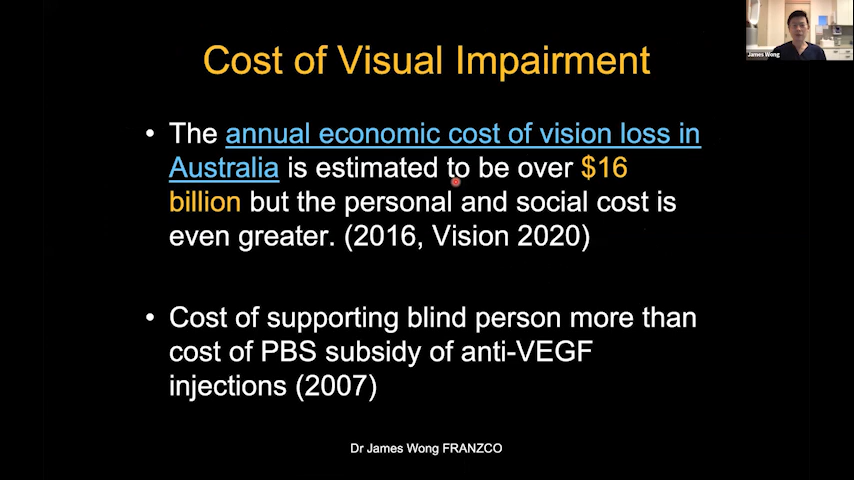 Cost of Visual Impairment
James Wong
• The annual economic cost of vision loss in
Australia is estimated to be over $16
billion but the personal and social cost is
even greater. (2016, Vision 2020)
• Cost of supporting blind person more than
cost of PBS subsidy of anti-VEGF
injections (2007)
Dr James Wong FRANZCO